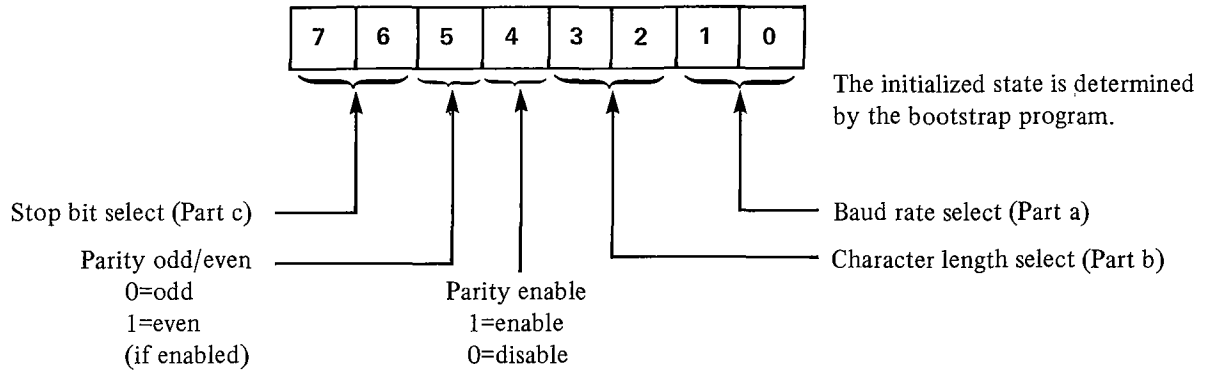 7 6 5 4 3 2 1 0
The initialized state is determined
by the bootstrap program.
Stop bit select (Part c)
Baud rate select (Part a)
Parity odd/even
0=odd
1=even
(if enabled)
Parity enable
1=enable
0=disable
Character length select (Part b)